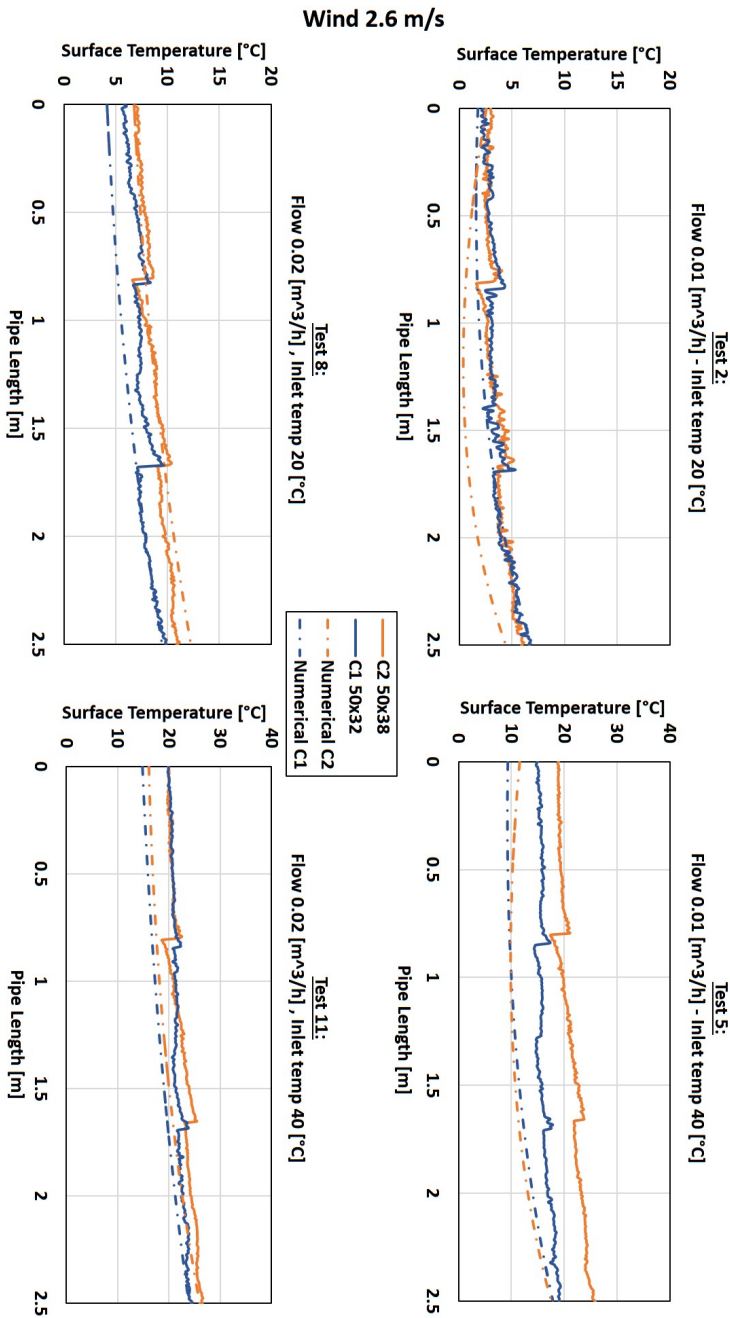 Wind 2.6 m/s
Test 2:
Flow 0.01 [m^3/h] - Inlet temp 20 [°C]
Surface Temperature [°C]
20
15
10
5
0
0 0.5 1 1.5 2 2.5
Pipe Length [m]
Test 5:
Flow 0.01 [m^3/h] - Inlet temp 40 [°C]
Surface Temperature [°C]
40
30
20
10
0
0 0.5 1 1.5 2 2.5
Pipe Length [m]
C2 50x38
C1 50x32
Numerical C2
Numerical C1
Test 8:
Flow 0.02 [m^3/h] , Inlet temp 20 [°C]
Surface Temperature [°C]
20
15
10
5
0
0 0.5 1 1.5 2 2.5
Pipe Length [m]
Test 11:
Flow 0.02 [m^3/h] , Inlet temp 40 [°C]
Surface Temperature [°C]
40
30
20
10
0
0 0.5 1 1.5 2 2.5
Pipe Length [m]